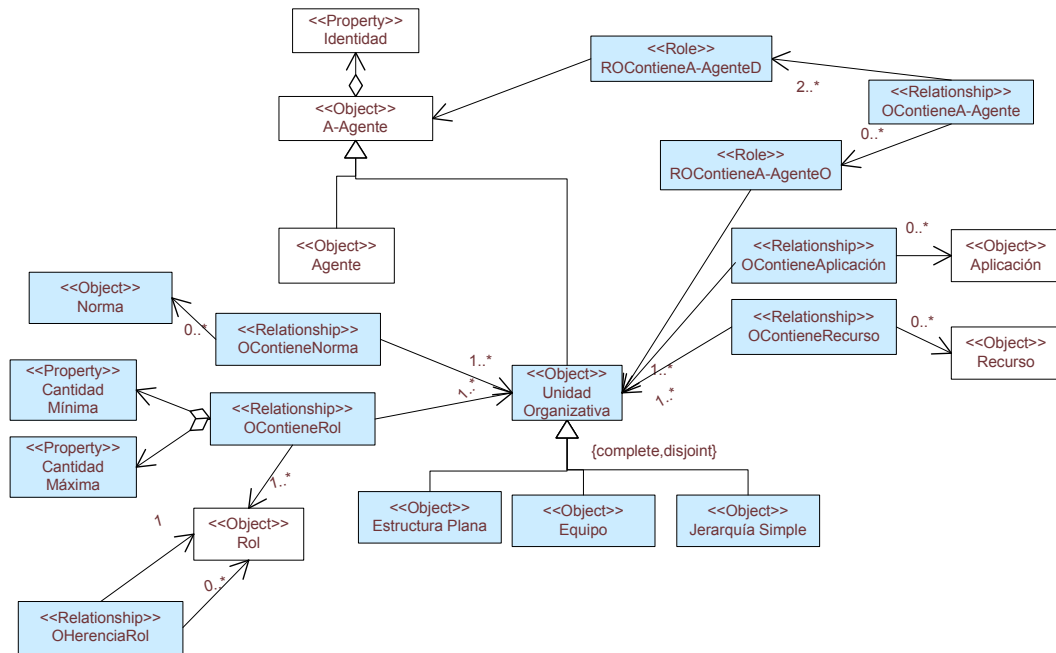 <<Property>>
Identidad
<<Role>>
ROContieneA-AgenteD
2..*
<<Relationship>>
OContieneA-Agente
<<Object>>
A-Agente
0..*
<<Role>>
ROContieneA-AgenteO
<<Object>>
Agente
<<Relationship>>
OContieneAplicación
0..*
<<Object>>
Aplicación
<<Object>>
Norma
0..*
<<Relationship>>
OContieneNorma
1..*
<<Relationship>>
OContieneRecurso
0..*
<<Object>>
Recurso
<<Property>>
Cantidad
Mínima
<<Relationship>>
OContieneRol
1..*
<<Object>>
Unidad
Organizativa
1..*
1..*
<<Property>>
Cantidad
Máxima
{complete,disjoint}
1..*
<<Object>>
Estructura Plana
<<Object>>
Equipo
<<Object>>
Jerarquía Simple
1
<<Object>>
Rol
0..*
<<Relationship>>
OHerenciaRol